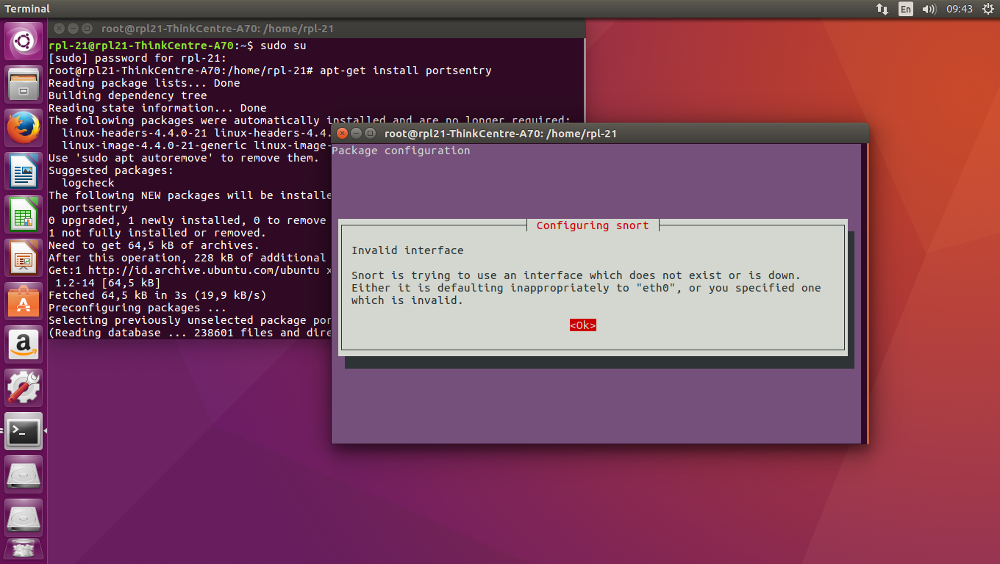 Terminal
En
09:43
root@rpl21-ThinkCentre-A70: /home/rpl-21
rpl-21@rpl21-ThinkCentre-A70:~$ sudo su
[sudo] password for rpl-21:
root@rpl21-ThinkCentre-A70:/home/rpl-21# apt-get install portsentry
Reading package lists... Done
Building dependency tree
Reading state information... Done
The following packages were automatically installed and are no longer required:
linux-headers-4.4.0-21 linux-headers-4.4.
linux-image-4.4.0-21-generic linux-image-
Use 'sudo apt autoremove' to remove them.
Suggested packages:
logcheck
The following NEW packages will be installe
portsentry
0 upgraded, 1 newly installed, 0 to remove
1 not fully installed or removed.
Need to get 64,5 kB of archives.
After this operation, 228 kB of additional
Get:1 http://id.archive.ubuntu.com/ubuntu x
1.2-14 [64,5 kB]
Fetched 64,5 kB in 3s (19,9 kB/s)
Preconfiguring packages ...
Selecting previously unselected package por
(Reading database ... 238601 files and dire
root@rpl21-ThinkCentre-A70: /home/rpl-21
Package configuration
Configuring snort
Invalid interface
Snort is trying to use an interface which does not exist or is down.
Either it is defaulting inappropriately to "eth0", or you specified one
which is invalid.
<Ok>